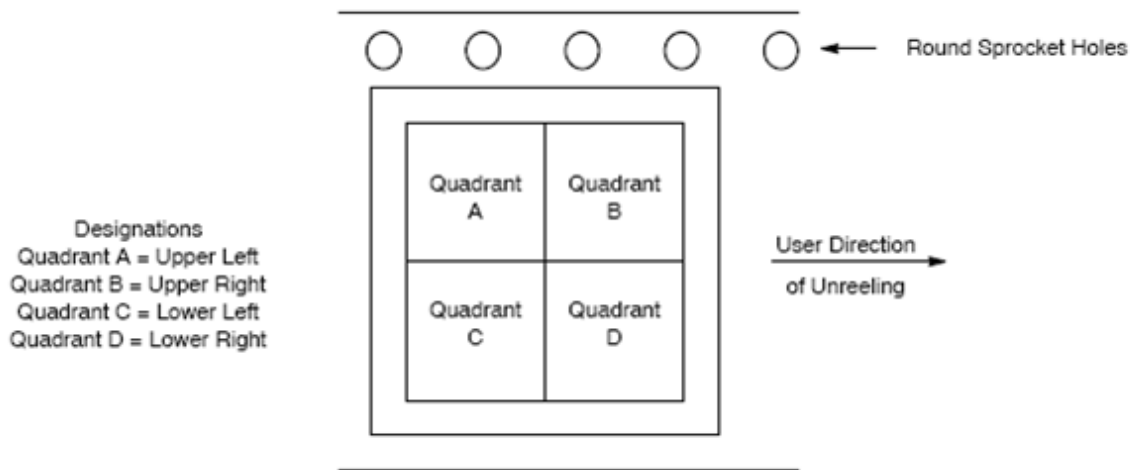 Round Sprocket Holes
Quadrant
A
Quadrant
B
Designations
Quadrant A = Upper Left
Quadrant B = Upper Right
Quadrant C = Lower Left
Quadrant D = Lower Right
User Direction
of Unreeling
Quadrant
C
Quadrant
D